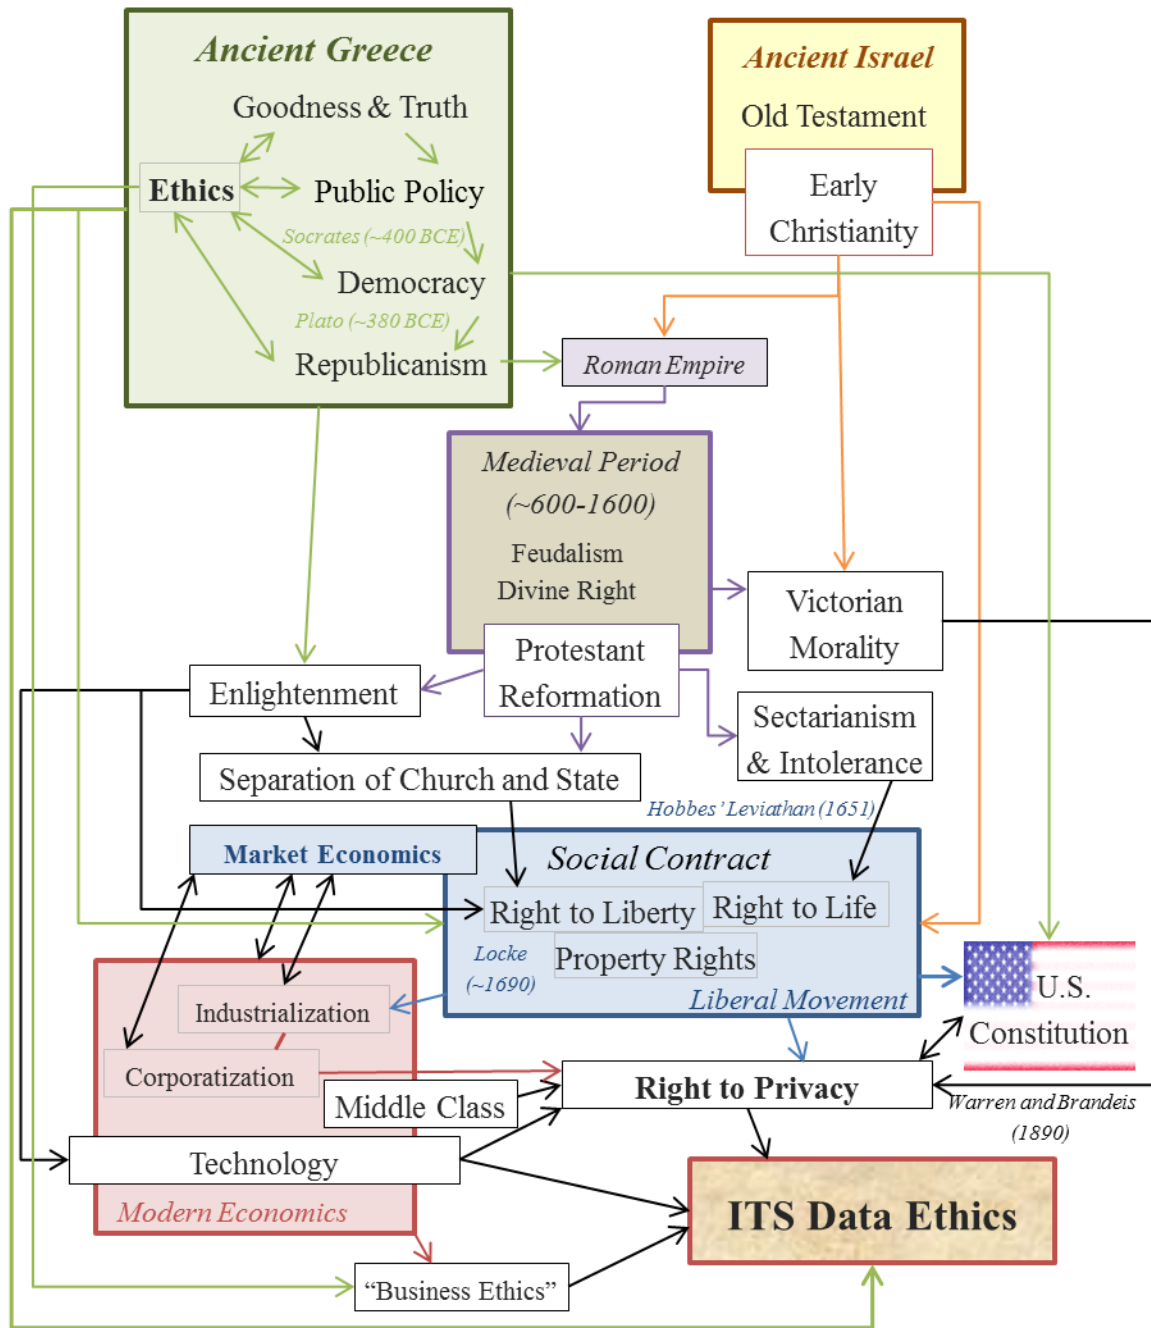 Ancient Greece
Goodness & Truth
Ethics
Public Policy
Socrates (~400 BCE)
Democracy
Plato (~380 BCE)
Republicanism
Ancient Israel
Old Testament
Early
Christianity
Roman Empire
Medieval Period
(~600-1600)
Feudalism
Divine Right
Protestant
Reformation
Victorian
Morality
Enlightenment
Sectarianism
& Intolerance
Separation of Church and State
Hobbes' Leviathan (1651)
Market Economics
Social Contract
Right to Liberty
Right to Life
Property Rights
Locke
(~1690)
Liberal Movement
U.S.
Constitution
Industrialization
Corporatization
Middle Class
Right to Privacy
Warren and Brandeis
(1890)
Technology
Modern Economics
ITS Data Ethics
“Business Ethics”